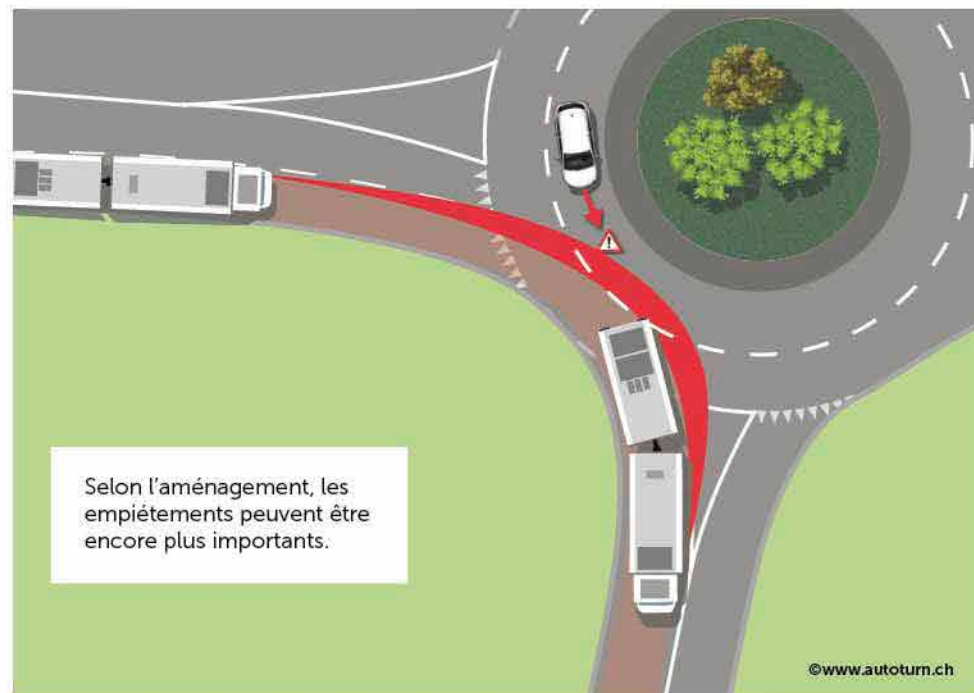 Selon l’aménagement, les
empiétements peuvent être
encore plus importants.
©www.autoturn.ch